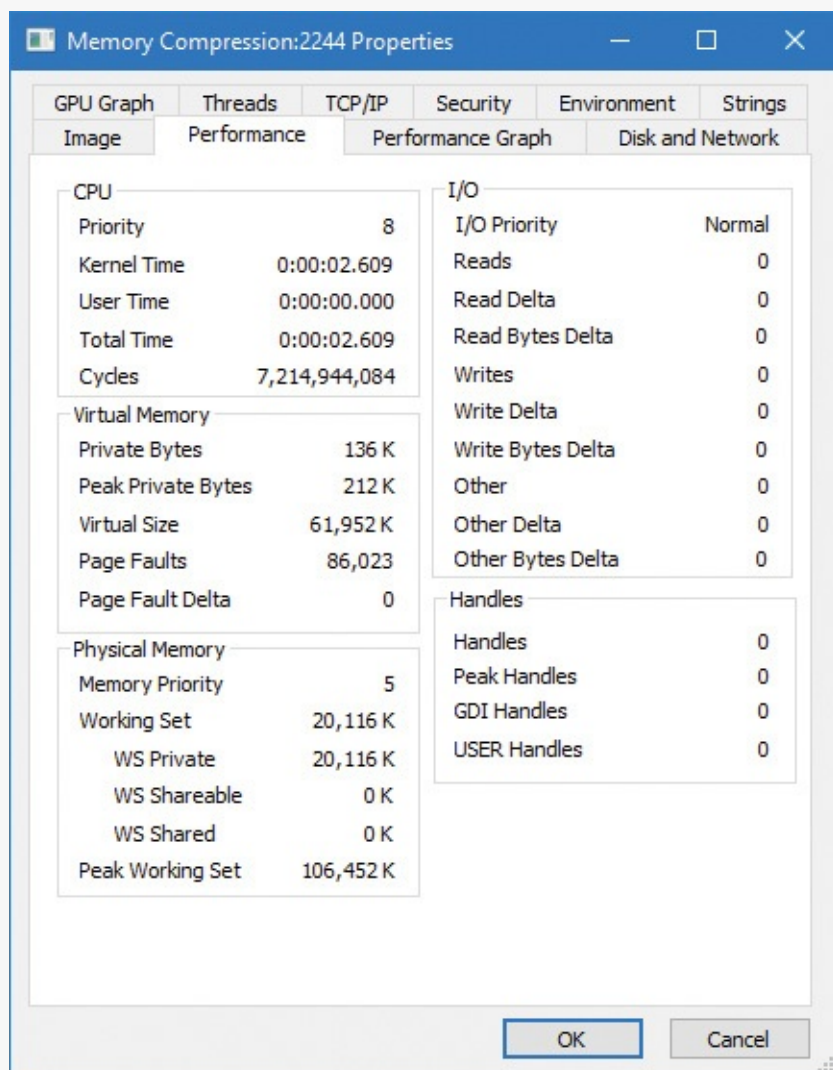 Memory Compression:2244 Properties
GPU Graph Threads TCP/IP Security Environment Strings
Image Performance Performance Graph Disk and Network
CPU
Priority 8
Kernel Time 0:00:02.609
User Time 0:00:00.000
Total Time 0:00:02.609
Cycles 7,214,944,084
Virtual Memory
Private Bytes 136 K
Peak Private Bytes 212 K
Virtual Size 61,952 K
Page Faults 86,023
Page Fault Delta 0
Physical Memory
Memory Priority 5
Working Set 20,116 K
WS Private 20,116 K
WS Shareable 0 K
WS Shared 0 K
Peak Working Set 106,452 K
I/O
I/O Priority Normal
Reads 0
Read Delta 0
Read Bytes Delta 0
Writes 0
Write Delta 0
Write Bytes Delta 0
Other 0
Other Delta 0
Other Bytes Delta 0
Handles
Handles 0
Peak Handles 0
GDI Handles 0
USER Handles 0
OK Cancel